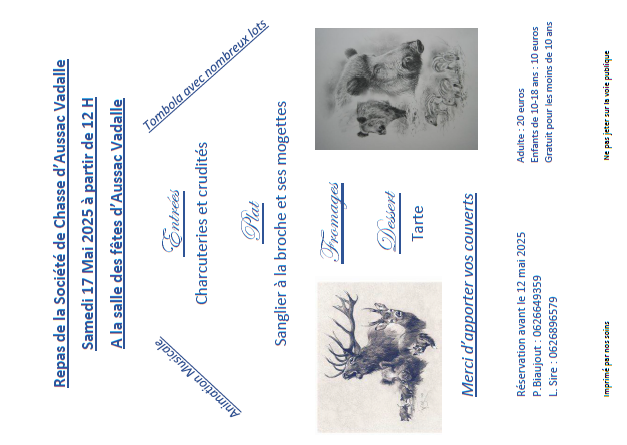 Repas de la Société de Chasse d'Aussac Vadalle
Samedi 17 Mai 2025 à partir de 12 H
A la salle des fêtes d'Aussac Vadalle
Animation Musicale
Tombola avec nombreux lots
Entrées
Charcuteries et crudités
Plat
Sanglier à la broche et ses mogettes
Fromages
Dessert
Tarte
Merci d'apporter vos couverts
Réservation avant le 12 mai 2025
P.Biaujout : 0626649359
L. Sire : 0626896579
Adulte : 20 euros
Enfants de 10-18 ans : 10 euros
Gratuit pour les moins de 10 ans
Imprimé par nos soins
Ne pas jeter sur la voie publique